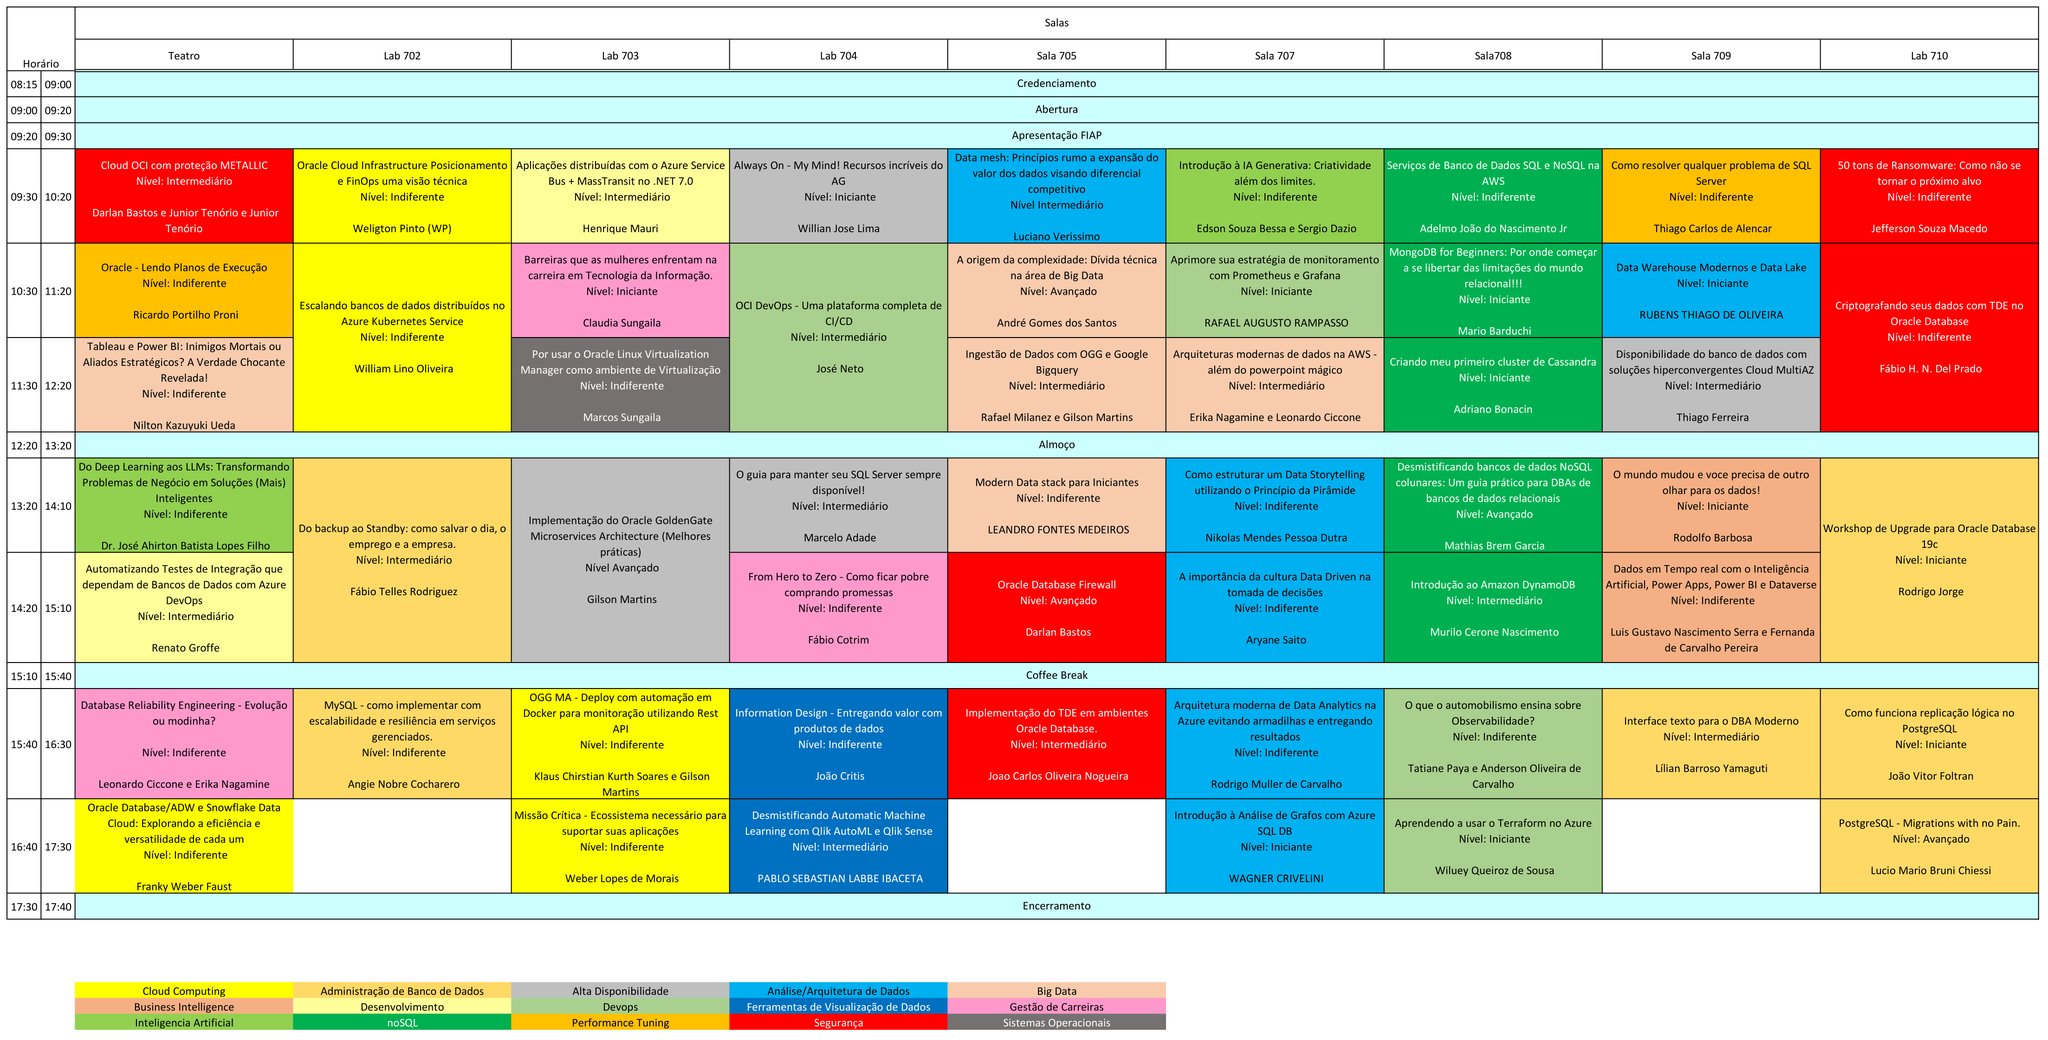 Salas
Horário
Teatro
Lab 702
Lab 703
Lab 704
Sala 705
Sala 707
Sala708
Sala 709
Lab 710
08:15 09:00
Credenciamento
09:00 09:20
Abertura
09:20 09:30
Apresentação FIAP
09:30 10:20
Cloud OCI com proteção METALLIC
Nível: Intermediário
Darlan Bastos e Junior Tenório e Junior
Tenório
Oracle Cloud Infrastructure Posicionamento
e FinOps uma visão técnica
Nível: Indiferente
Weligton Pinto (WP)
Aplicações distribuídas com o Azure Service
Bus + MassTransit no .NET 7.0
Nível: Intermediário
Henrique Mauri
Always On - My Mind! Recursos incríveis do
AG
Nível: Iniciante
Willian Jose Lima
Data mesh: Princípios rumo a expansão do
valor dos dados visando diferencial
competitivo
Nível Intermediário
Luciano Verissimo
Introdução à IA Generativa: Criatividade
além dos limites.
Nível: Indiferente
Edson Souza Bessa e Sergio Dazio
Serviços de Banco de Dados SQL e NoSQL na
AWS
Nível: Indiferente
Adelmo João do Nascimento Jr
Como resolver qualquer problema de SQL
Server
Nível: Indiferente
Thiago Carlos de Alencar
50 tons de Ransomware: Como não se
tornar o próximo alvo
Nível: Indiferente
Jefferson Souza Macedo
10:30 11:20
Oracle - Lendo Planos de Execução
Nível: Indiferente
Ricardo Portilho Proni
Escalando bancos de dados distribuídos no
Azure Kubernetes Service
Nível: Indiferente
William Lino Oliveira
Barreiras que as mulheres enfrentam na
carreira em Tecnologia da Informação.
Nível: Iniciante
Claudia Sungaila
OCI DevOps - Uma plataforma completa de
CI/CD
Nível: Intermediário
José Neto
A origem da complexidade: Dívida técnica
na área de Big Data
Nível: Avançado
André Gomes dos Santos
Aprimore sua estratégia de monitoramento
com Prometheus e Grafana
Nível: Iniciante
RAFAEL AUGUSTO RAMPASSO
MongoDB for Beginners: Por onde começar
a se libertar das limitações do mundo
relacional!!!
Nível: Iniciante
Mario Barduchi
Data Warehouse Modernos e Data Lake
Nível: Iniciante
RUBENS THIAGO DE OLIVEIRA
Criptografando seus dados com TDE no
Oracle Database
Nível: Indiferente
Fábio H. N. Del Prado
11:30 12:20
Tableau e Power BI: Inimigos Mortais ou
Aliados Estratégicos? A Verdade Chocante
Revelada!
Nível: Indiferente
Nilton Kazuyuki Ueda
Por usar o Oracle Linux Virtualization
Manager como ambiente de Virtualização
Nível: Indiferente
Marcos Sungaila
Ingestão de Dados com OGG e Google
Bigquery
Nível: Intermediário
Rafael Milanez e Gilson Martins
Arquiteturas modernas de dados na AWS -
além do powerpoint mágico
Nível: Intermediário
Erika Nagamine e Leonardo Ciccone
Criando meu primeiro cluster de Cassandra
Nível: Iniciante
Adriano Bonacin
Disponibilidade do banco de dados com
soluções hiperconvergentes Cloud MultiAZ
Nível: Intermediário
Thiago Ferreira
12:20 13:20
Almoço
13:20 14:10
Do Deep Learning aos LLMs: Transformando
Problemas de Negócio em Soluções (Mais)
Inteligentes
Nível: Indiferente
Dr. José Ahirton Batista Lopes Filho
Do backup ao Standby: como salvar o dia, o
emprego e a empresa.
Nível: Intermediário
Fábio Telles Rodriguez
Implementação do Oracle GoldenGate
Microservices Architecture (Melhores
práticas)
Nível Avançado
Gilson Martins
O guia para manter seu SQL Server sempre
disponível!
Nível: Intermediário
Marcelo Adade
Modern Data stack para Iniciantes
Nível: Indiferente
LEANDRO FONTES MEDEIROS
Como estruturar um Data Storytelling
utilizando o Princípio da Pirâmide
Nível: Indiferente
Nikolas Mendes Pessoa Dutra
Desmistificando bancos de dados NoSQL
colunares: Um guia prático para DBAs de
bancos de dados relacionais
Nível: Avançado
Mathias Brem Garcia
O mundo mudou e voce precisa de outro
olhar para os dados!
Nível: Iniciante
Rodolfo Barbosa
Workshop de Upgrade para Oracle Database
19c
Nível: Iniciante
Rodrigo Jorge
14:20 15:10
Automatizando Testes de Integração que
dependam de Bancos de Dados com Azure
DevOps
Nível: Intermediário
Renato Groffe
From Hero to Zero - Como ficar pobre
comprando promessas
Nível: Indiferente
Fábio Cotrim
Oracle Database Firewall
Nível: Avançado
Darlan Bastos
A importância da cultura Data Driven na
tomada de decisões
Nível: Indiferente
Aryane Saito
Introdução ao Amazon DynamoDB
Nível: Intermediário
Murilo Cerone Nascimento
Dados em Tempo real com o Inteligência
Artificial, Power Apps, Power BI e Dataverse
Nível: Indiferente
Luis Gustavo Nascimento Serra e Fernanda
de Carvalho Pereira
15:10 15:40
Coffee Break
15:40 16:30
Database Reliability Engineering - Evolução
ou modinha?
Nível: Indiferente
Leonardo Ciccone e Erika Nagamine
MySQL - como implementar com
escalabilidade e resiliência em serviços
gerenciados.
Nível: Indiferente
Angie Nobre Cocharero
OGG MA - Deploy com automação em
Docker para monitoração utilizando Rest
API
Nível: Indiferente
Klaus Chirstian Kurth Soares e Gilson
Martins
Information Design - Entregando valor com
produtos de dados
Nível: Indiferente
João Critis
Implementação do TDE em ambientes
Oracle Database.
Nível: Intermediário
Joao Carlos Oliveira Nogueira
Arquitetura moderna de Data Analytics na
Azure evitando armadilhas e entregando
resultados
Nível: Indiferente
Rodrigo Muller de Carvalho
O que o automobilismo ensina sobre
Observabilidade?
Nível: Indiferente
Tatiane Paya e Anderson Oliveira de
Carvalho
Interface texto para o DBA Moderno
Nível: Intermediário
Lílian Barroso Yamaguti
Como funciona replicação lógica no
PostgreSQL
Nível: Iniciante
João Vitor Foltran
16:40 17:30
Oracle Database/ADW e Snowflake Data
Cloud: Explorando a eficiência e
versatilidade de cada um
Nível: Indiferente
Franky Weber Faust
Missão Crítica - Ecossistema necessário para
suportar suas aplicações
Nível: Indiferente
Weber Lopes de Morais
Desmistificando Automatic Machine
Learning com Qlik AutoML e Qlik Sense
Nível: Intermediário
PABLO SEBASTIAN LABBE IBACETA
Introdução à Análise de Grafos com Azure
SQL DB
Nível: Iniciante
WAGNER CRIVELINI
Aprendendo a usar o Terraform no Azure
Nível: Iniciante
Wiluey Queiroz de Sousa
PostgreSQL - Migrations with no Pain.
Nível: Avançado
Lucio Mario Bruni Chiessi
17:30 17:40
Encerramento
Cloud Computing
Administração de Banco de Dados
Alta Disponibilidade
Análise/Arquitetura de Dados
Big Data
Business Intelligence
Desenvolvimento
Devops
Ferramentas de Visualização de Dados
Gestão de Carreiras
Inteligencia Artificial
noSQL
Performance Tuning
Segurança
Sistemas Operacionais